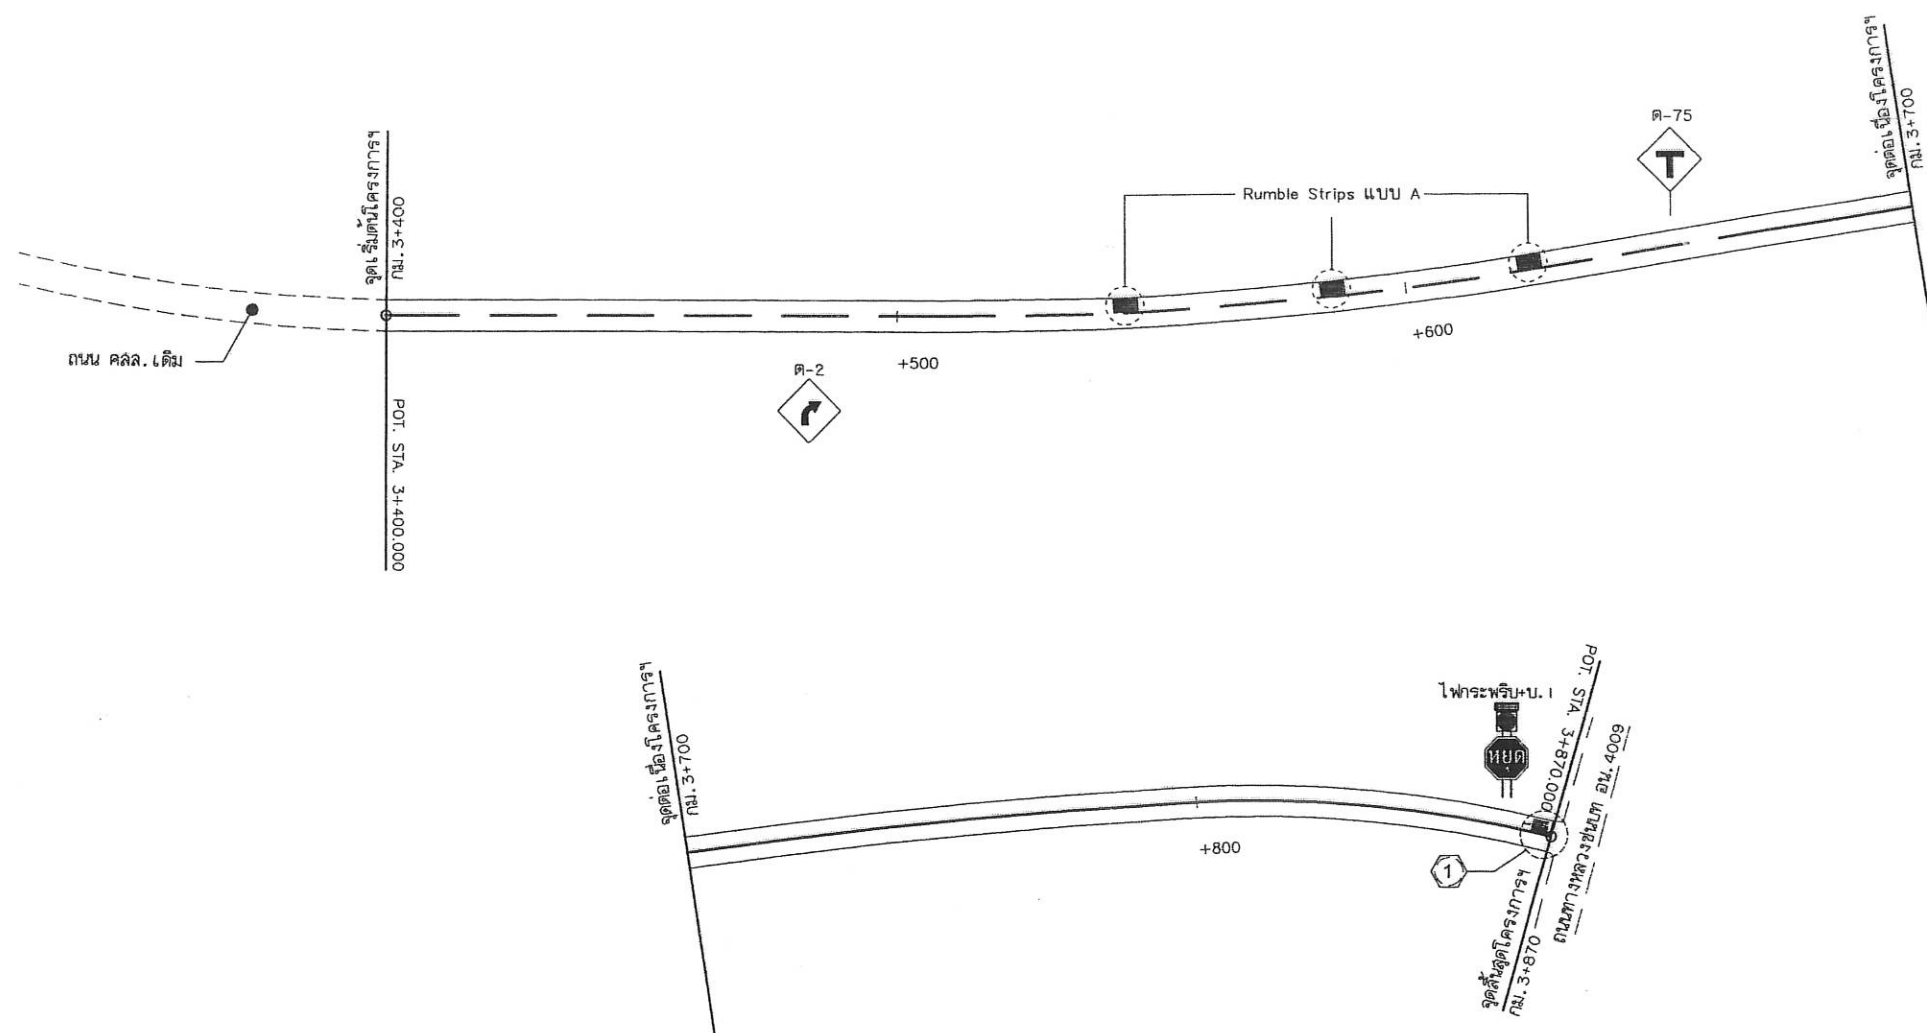 จุดเริ่มต้นโครงการฯ
กม.3+400
POT. STA. 3+400.000
ถนน คสล.เดิม
ต-2
+500
Rumble Strips แบบ A
+600
ต-75
T
จุดต่อเนื่องโครงการฯ
กม.3+700
จุดต่อเนื่องโครงการฯ
กม.3+700
+800
ไฟกระพริบ+บ.1
หยุด
POT. STA. 3+870.000
ถนนทางหลวงชนบท อน.4009
1
จุดสิ้นสุดโครงการฯ
กม.3+870